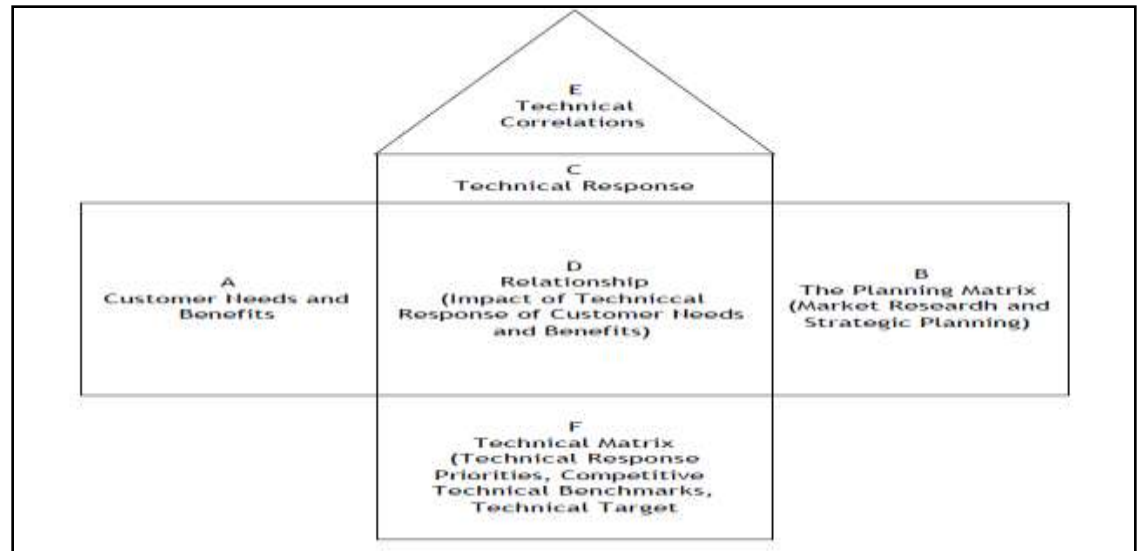 E
Technical
Correlations
C
Technical Response
A
Customer Needs and
Benefits
D
Relationship
(Impact of Techniccal
Response of Customer Needs
and Benefits)
B
The Planning Matrix
(Market Researdh and
Strategic Planning)
F
Technical Matrix
(Technical Response
Priorities, Competitive
Technical Benchmarks,
Technical Target